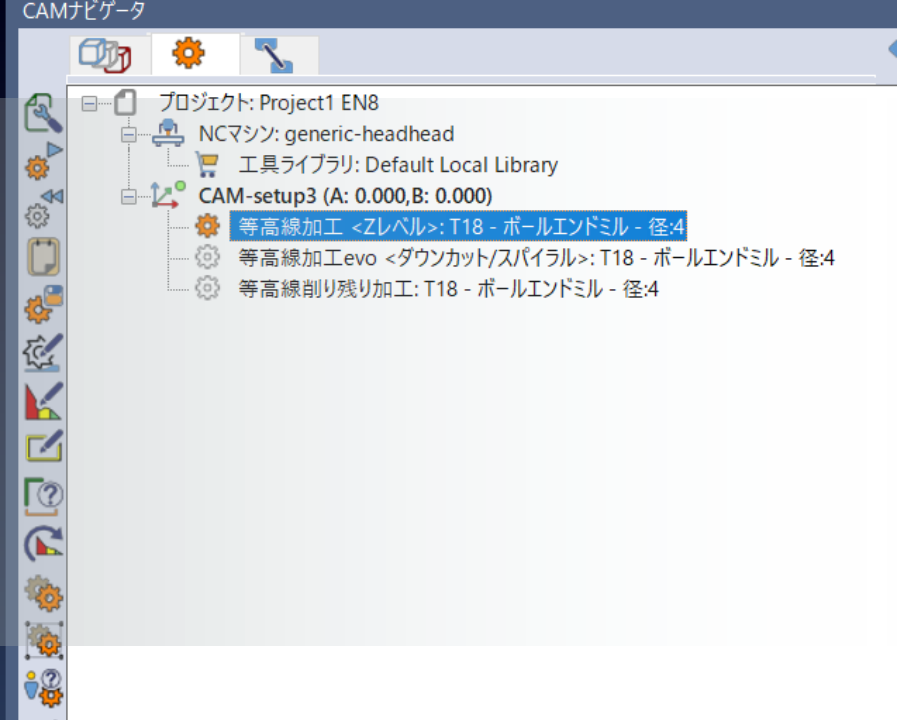 CAMナビゲータ
プロジェクト: Project1 EN8
NCマシン: generic-headhead
工具ライブラリ: Default Local Library
CAM-setup3 (A: 0.000,B: 0.000)
等高線加工 <Zレベル>: T18 - ボールエンドミル - 径:4
等高線加工evo <ダウンカット/スパイラル>: T18 - ボールエンドミル - 径:4
等高線削り残り加工: T18 - ボールエンドミル - 径:4